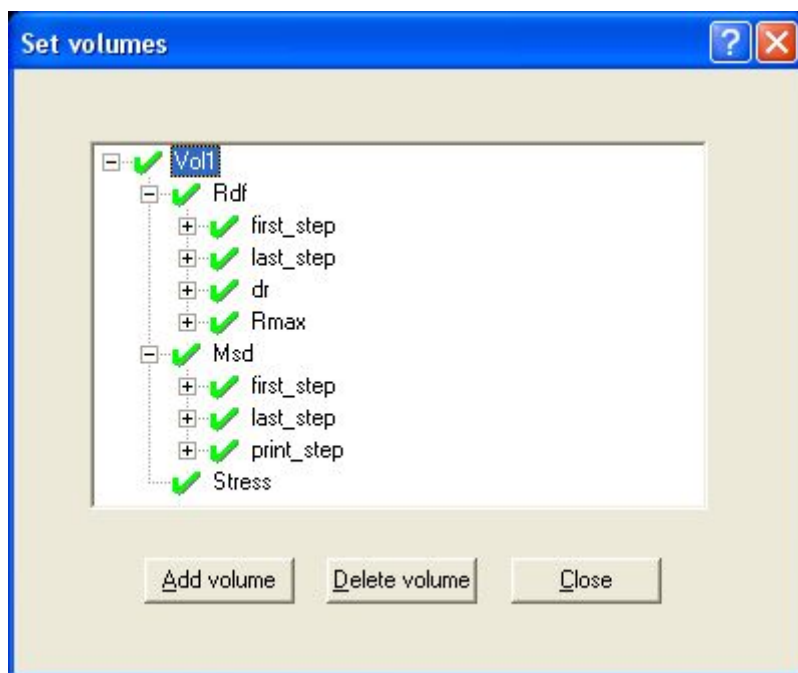 Set volumes
Vol1
Rdf
first_step
last_step
dr
Rmax
Msd
first_step
last_step
print_step
Stress
Add volume Delete volume Close